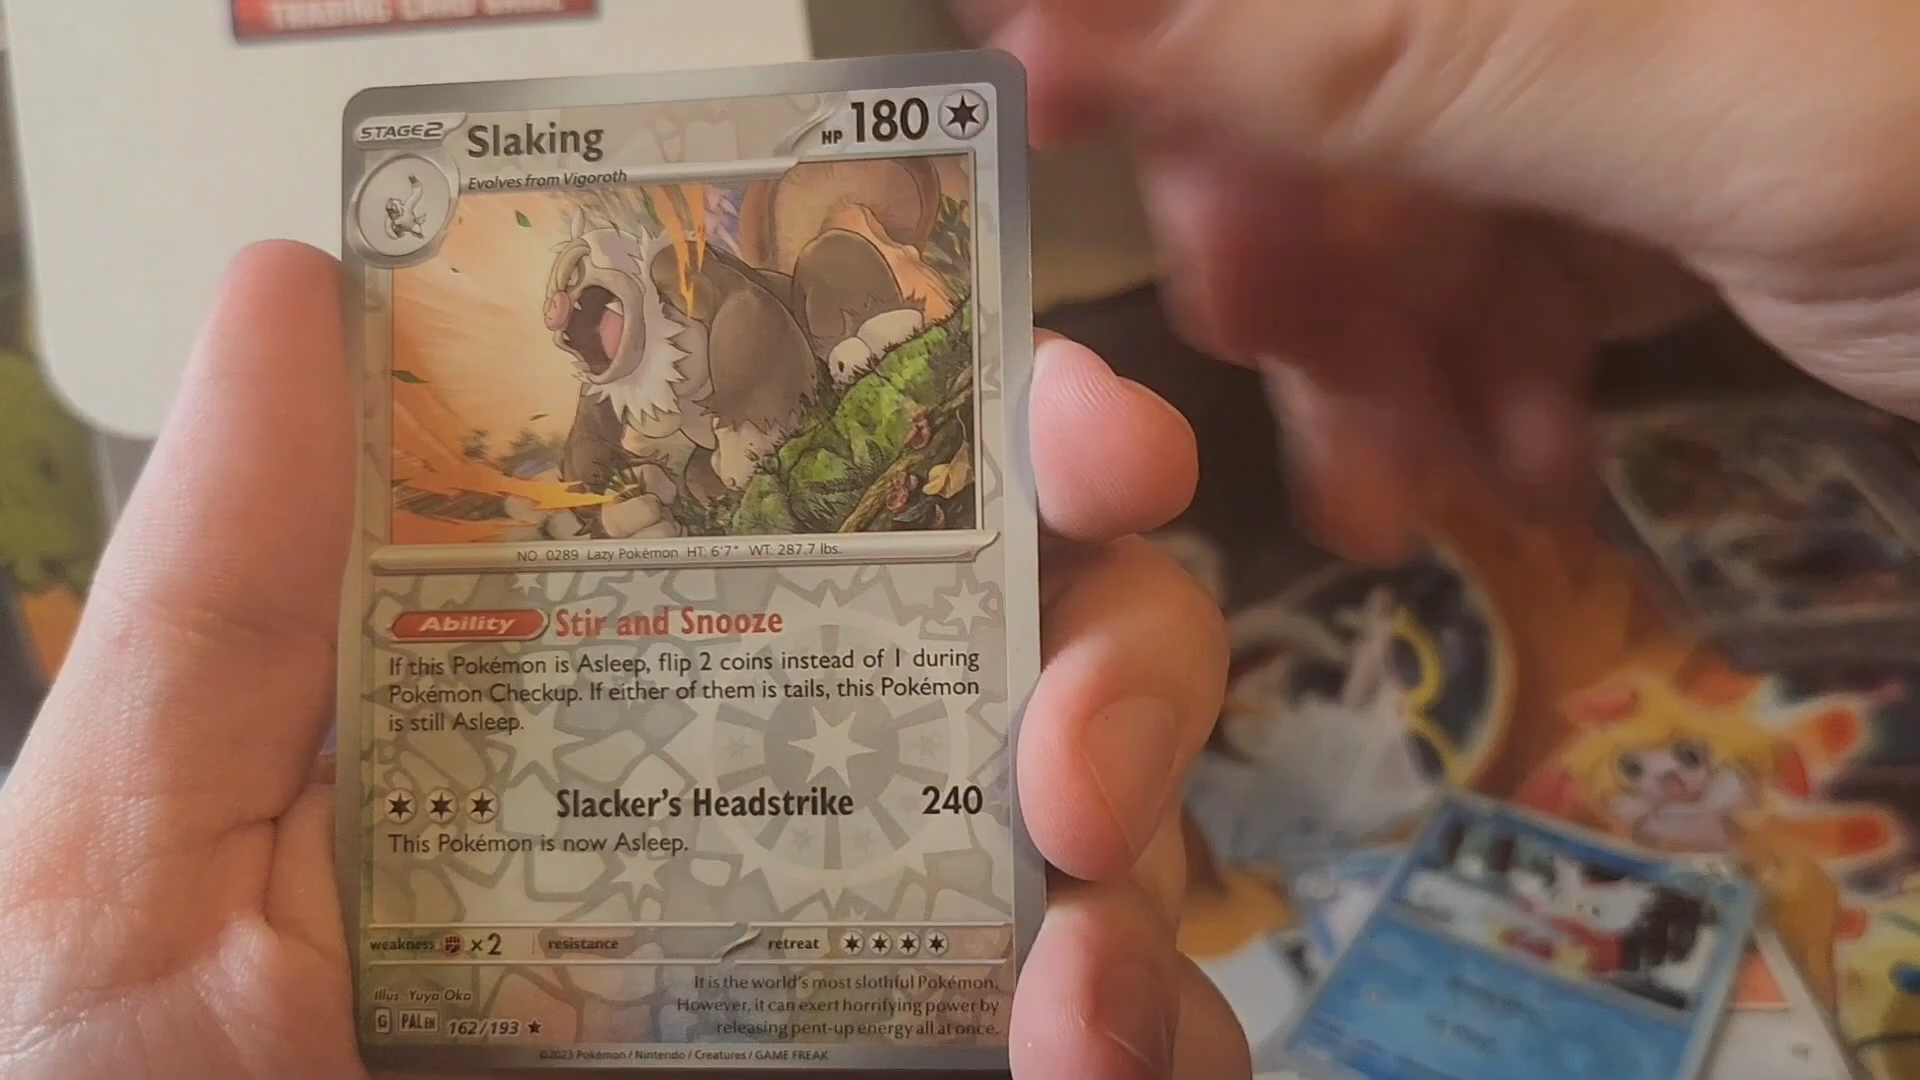 TRADING CARD GAME
STAGE2 Slaking HP 180
Evolves from Vigoroth
NO. 0289 Lazy Pokémon HT: 6'7" WT: 287.7 lbs.
Ability Stir and Snooze
If this Pokémon is Asleep, flip 2 coins instead of 1 during
Pokémon Checkup. If either of them is tails, this Pokémon
is still Asleep.
Slacker's Headstrike 240
This Pokémon is now Asleep.
weakness ×2 resistance retreat
It is the world's most slothful Pokémon.
However, it can exert horrifying power by
releasing pent-up energy all at once.
Illus. Yuya Oka
G PAL EN 162/193 ★
©2023 Pokémon / Nintendo / Creatures / GAME FREAK